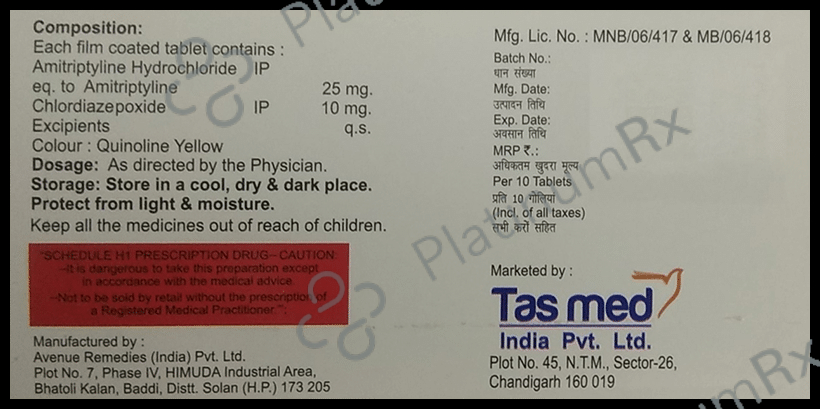 Composition:
Each film coated tablet contains :
Amitriptyline Hydrochloride IP
eq. to Amitriptyline 25 mg.
Chlordiazepoxide IP 10 mg.
Excipients q.s.
Colour : Quinoline Yellow
Dosage: As directed by the Physician.
Storage: Store in a cool, dry & dark place.
Protect from light & moisture.
Keep all the medicines out of reach of children.
"SCHEDULE H1 PRESCRIPTION DRUG–CAUTION:
–It is dangerous to take this preparation except
in accordance with the medical advice.
–Not to be sold by retail without the prescription of
a Registered Medical Practitioner.":
Manufactured by :
Avenue Remedies (India) Pvt. Ltd.
Plot No. 7, Phase IV, HIMUDA Industrial Area,
Bhatoli Kalan, Baddi, Distt. Solan (H.P.) 173 205
Mfg. Lic. No. : MNB/06/417 & MB/06/418
Batch No.:
थान संख्या
Mfg. Date:
उत्पादन तिथि
Exp. Date:
अवसान तिथि
MRP ₹.:
अधिकतम खुदरा मूल्य
Per 10 Tablets
प्रति 10 गोलियां
(Incl. of all taxes)
सभी करों सहित
Marketed by :
Tas med
India Pvt. Ltd.
Plot No. 45, N.T.M., Sector-26,
Chandigarh 160 019
PlatinumRx
PlatinumRx
PlatinumRx